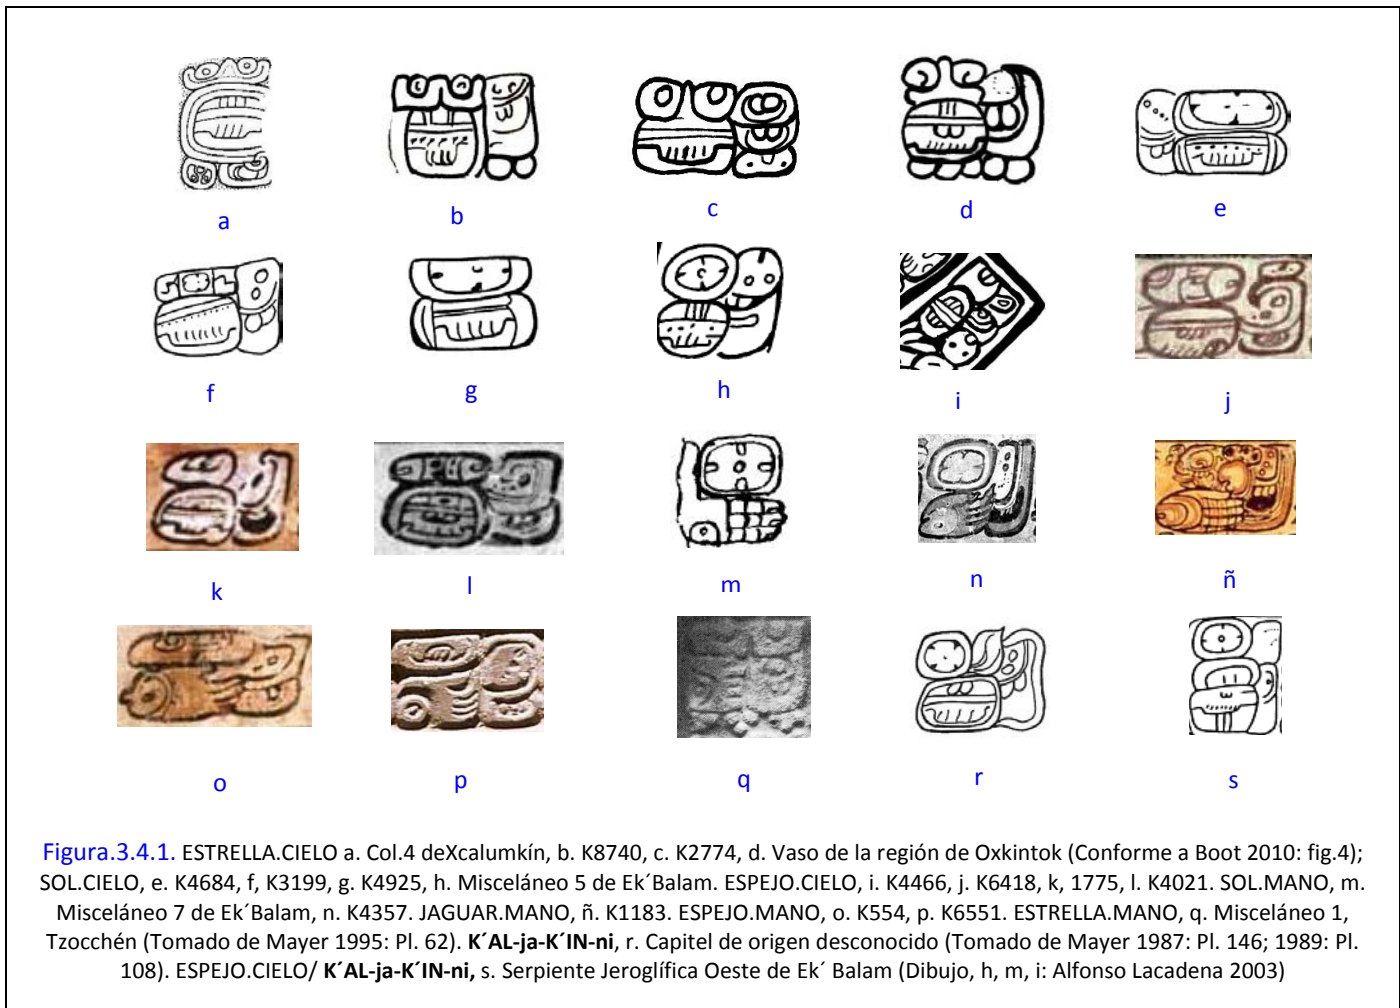 a
b
c
d
e
f
g
h
i
j
k
l
m
n
ñ
o
p
q
r
s
Figura.3.4.1. ESTRELLA.CIELO a. Col.4 deXcalumkín, b. K8740, c. K2774, d. Vaso de la región de Oxkintok (Conforme a Boot 2010: fig.4);
SOL.CIELO, e. K4684, f, K3199, g. K4925, h. Misceláneo 5 de Ek´Balam. ESPEJO.CIELO, i. K4466, j. K6418, k, 1775, l. K4021. SOL.MANO, m.
Misceláneo 7 de Ek´Balam, n. K4357. JAGUAR.MANO, ñ. K1183. ESPEJO.MANO, o. K554, p. K6551. ESTRELLA.MANO, q. Misceláneo 1,
Tzocchén (Tomado de Mayer 1995: Pl. 62). K´AL-ja-K´IN-ni, r. Capitel de origen desconocido (Tomado de Mayer 1987: Pl. 146; 1989: Pl.
108). ESPEJO.CIELO/ K´AL-ja-K´IN-ni, s. Serpiente Jeroglífica Oeste de Ek´ Balam (Dibujo, h, m, i: Alfonso Lacadena 2003)